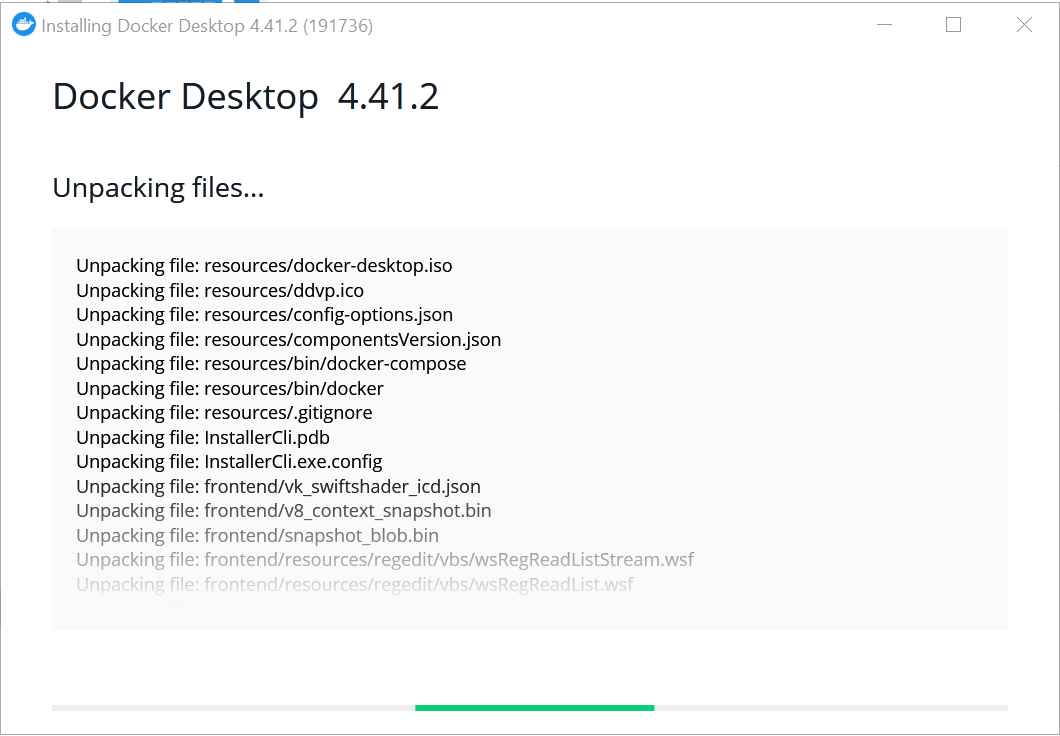 Installing Docker Desktop 4.41.2 (191736)
Docker Desktop 4.41.2
Unpacking files...
Unpacking file: resources/docker-desktop.iso
Unpacking file: resources/ddvp.ico
Unpacking file: resources/config-options.json
Unpacking file: resources/componentsVersion.json
Unpacking file: resources/bin/docker-compose
Unpacking file: resources/bin/docker
Unpacking file: resources/.gitignore
Unpacking file: InstallerCli.pdb
Unpacking file: InstallerCli.exe.config
Unpacking file: frontend/vk_swiftshader_icd.json
Unpacking file: frontend/v8_context_snapshot.bin
Unpacking file: frontend/snapshot_blob.bin
Unpacking file: frontend/resources/regedit/vbs/wsRegReadListStream.wsf
Unpacking file: frontend/resources/regedit/vbs/wsRegReadList.wsf